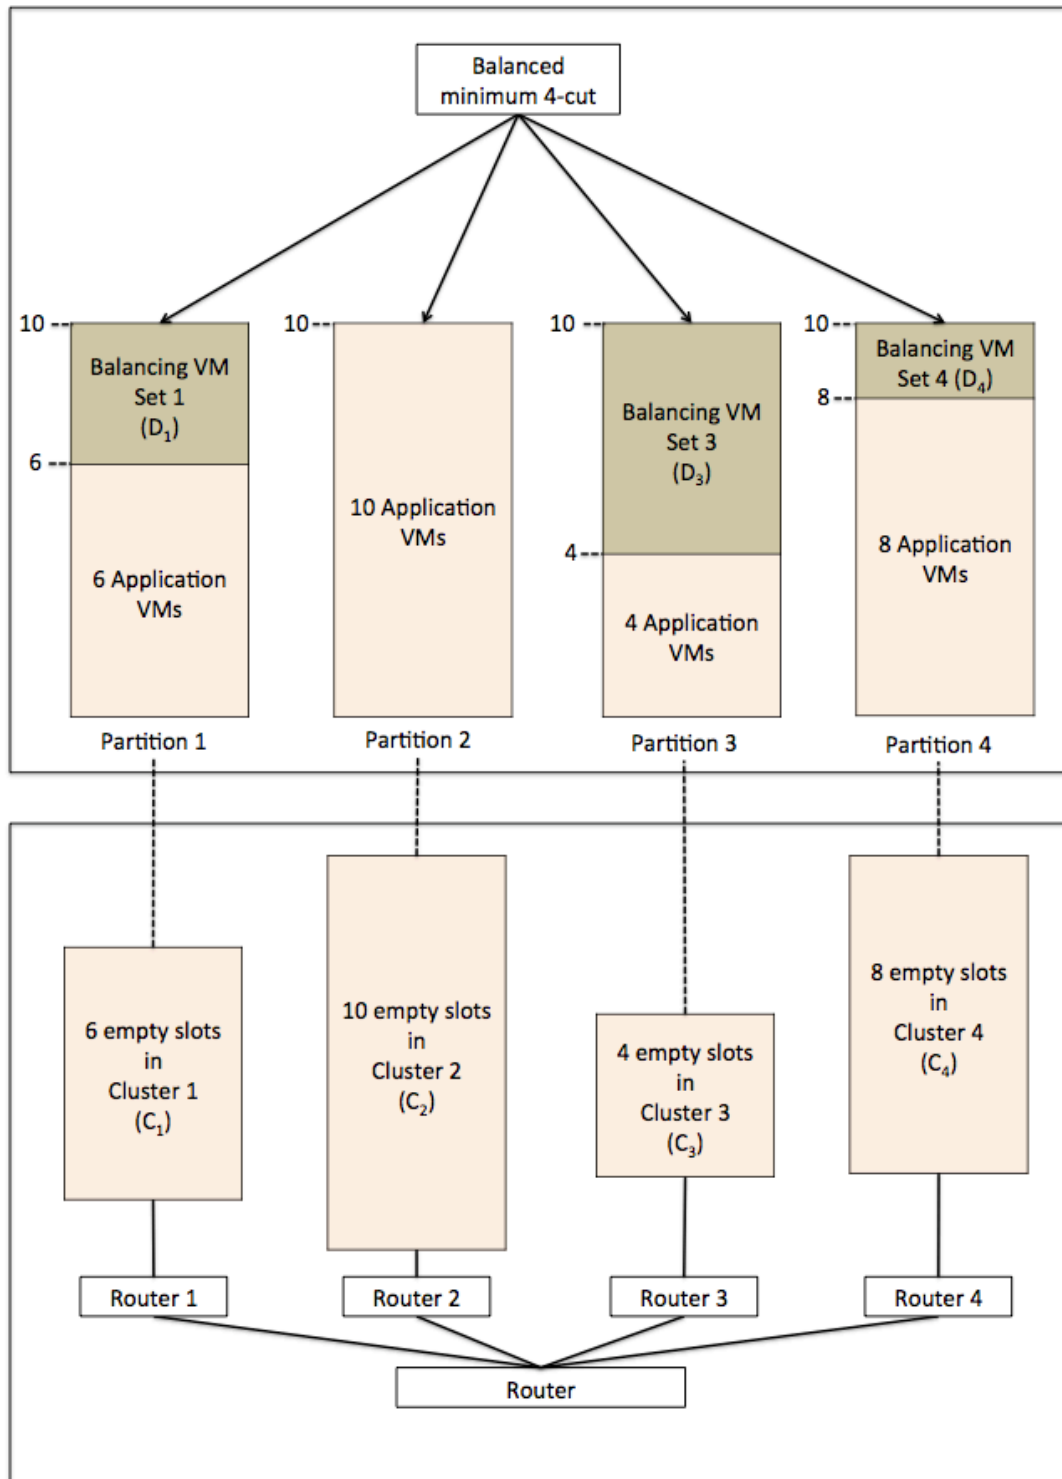 Balanced
minimum 4-cut
10
Balancing VM
Set 1
(D₁)
6
6 Application
VMs
Partition 1
10
10 Application
VMs
Partition 2
10
Balancing VM
Set 3
(D₃)
4
4 Application
VMs
Partition 3
10
Balancing VM
Set 4 (D₄)
8
8 Application
VMs
Partition 4
6 empty slots
in
Cluster 1
(C₁)
10 empty slots
in
Cluster 2
(C₂)
4 empty slots
in
Cluster 3
(C₃)
8 empty slots
in
Cluster 4
(C₄)
Router 1
Router 2
Router 3
Router 4
Router